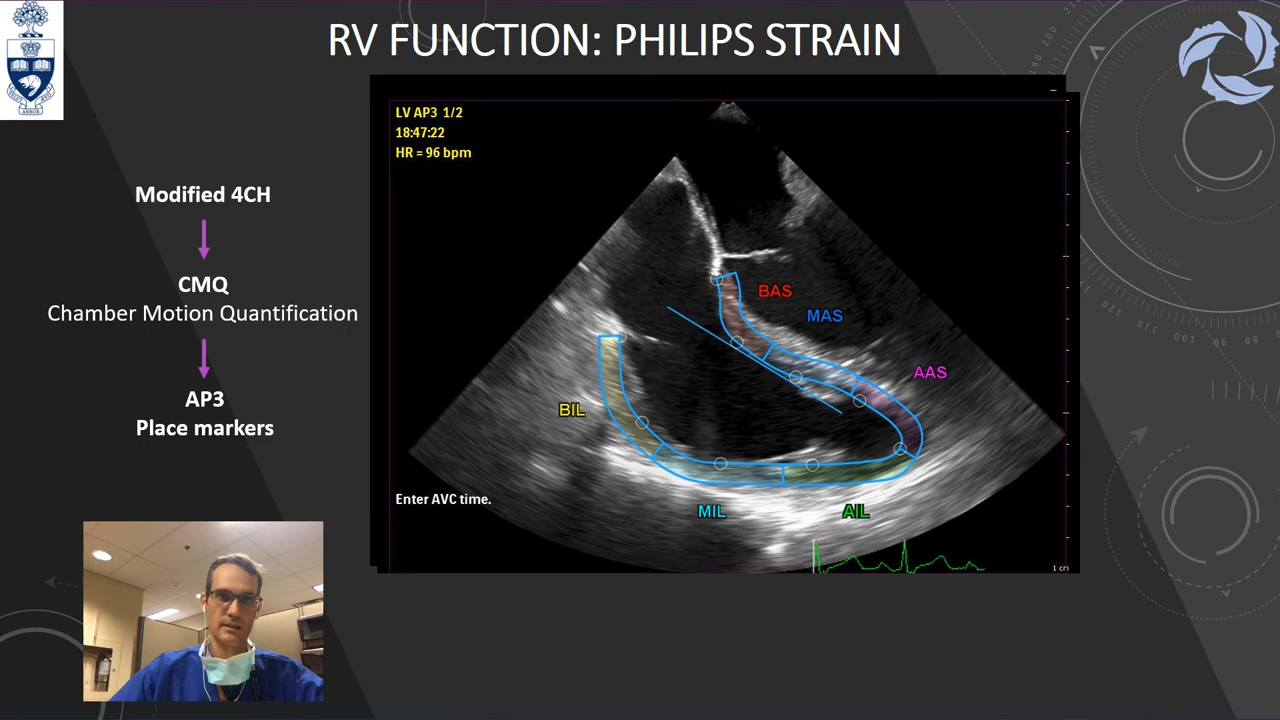 RV FUNCTION: PHILIPS STRAIN
LV AP3 1/2
18:47:22
HR = 96 bpm
Modified 4CH
CMQ
Chamber Motion Quantification
AP3
Place markers
BAS
MAS
AAS
BIL
MIL
AIL
Enter AVC time.
1 cm